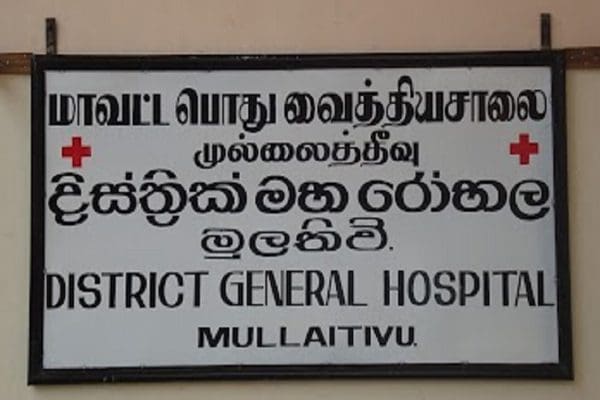 மாவட்ட பொது வைத்தியசாலை
முல்லைத்தீவு
දිස්ත්‍රික් මහ රෝහල
මුලතිව්.
DISTRICT GENERAL HOSPITAL
MULLAITIVU.